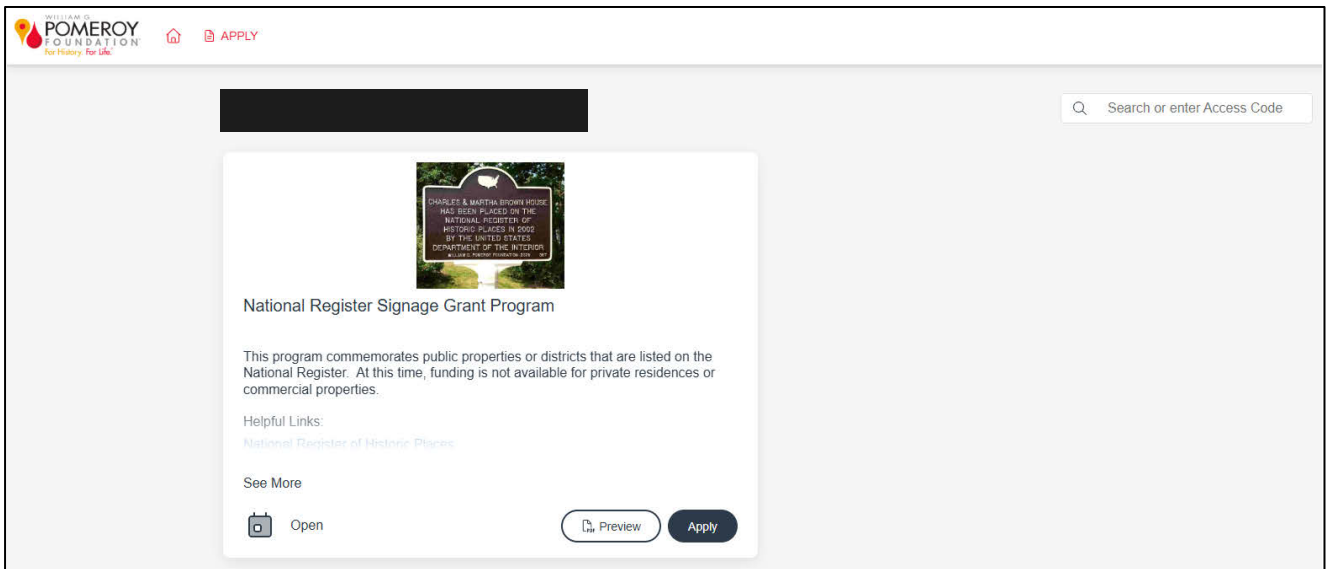 WILLIAM G.
POMEROY
FOUNDATION
For History. For Life.
APPLY
Search or enter Access Code
CHARLES & MARTHA BROWN HOUSE
HAS BEEN PLACED ON THE
NATIONAL REGISTER OF
HISTORIC PLACES IN 2002
BY THE UNITED STATES
DEPARTMENT OF THE INTERIOR
National Register Signage Grant Program
This program commemorates public properties or districts that are listed on the
National Register. At this time, funding is not available for private residences or
commercial properties.
Helpful Links:
National Register of Historic Places
See More
Open
Preview
Apply